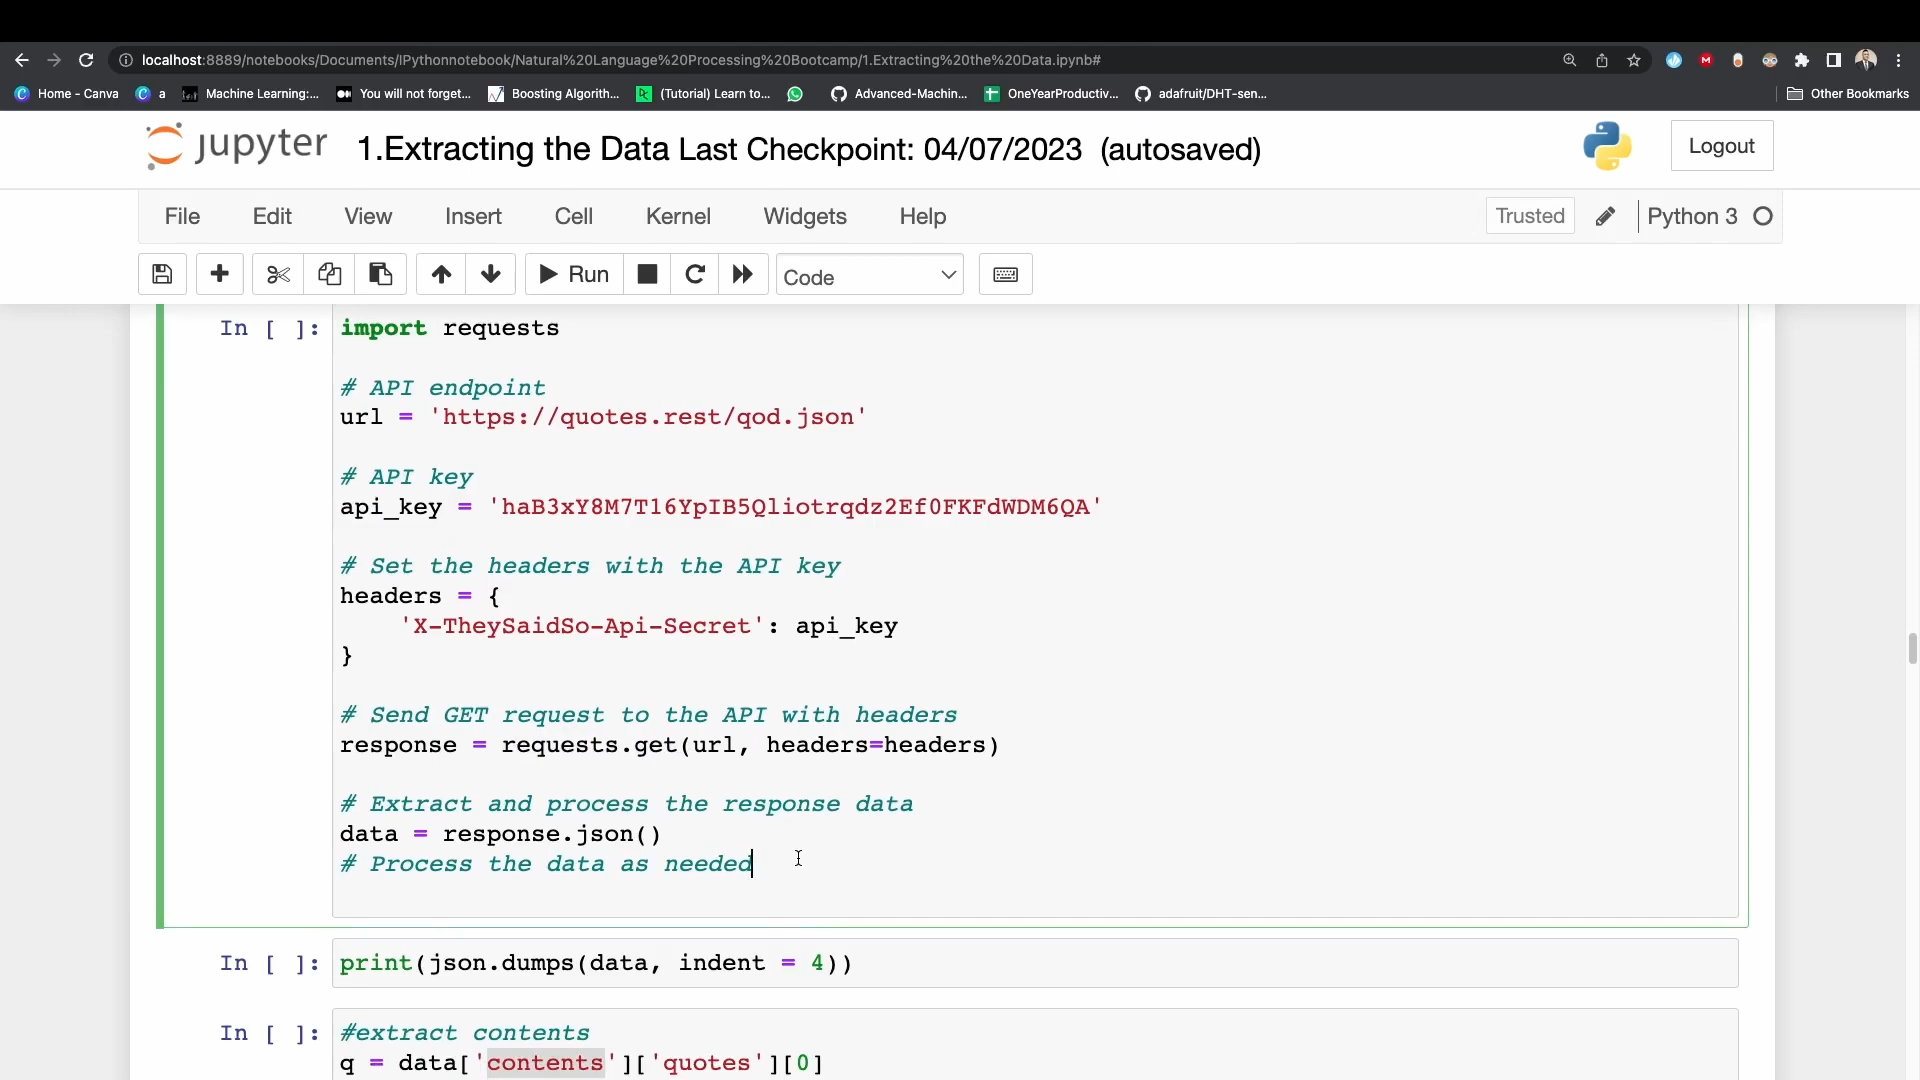 localhost:8889/notebooks/Documents/IPythonnotebook/Natural%20Language%20Processing%20Bootcamp/1.Extracting%20the%20Data.ipynb#
Home - Canva a Machine Learning:... You will not forget... Boosting Algorith... (Tutorial) Learn to... Advanced-Machin... OneYearProductiv... adafruit/DHT-sen... Other Bookmarks
jupyter 1.Extracting the Data Last Checkpoint: 04/07/2023 (autosaved) Logout
File Edit View Insert Cell Kernel Widgets Help Trusted Python 3
Run Code
In [ ]: import requests
# API endpoint
url = 'https://quotes.rest/qod.json'
# API key
api_key = 'haB3xY8M7T16YpIB5Qliotrqdz2Ef0FKFdWDM6QA'
# Set the headers with the API key
headers = {
'X-TheySaidSo-Api-Secret': api_key
}
# Send GET request to the API with headers
response = requests.get(url, headers=headers)
# Extract and process the response data
data = response.json()
# Process the data as needed
In [ ]: print(json.dumps(data, indent = 4))
In [ ]: #extract contents
q = data['contents']['quotes'][0]